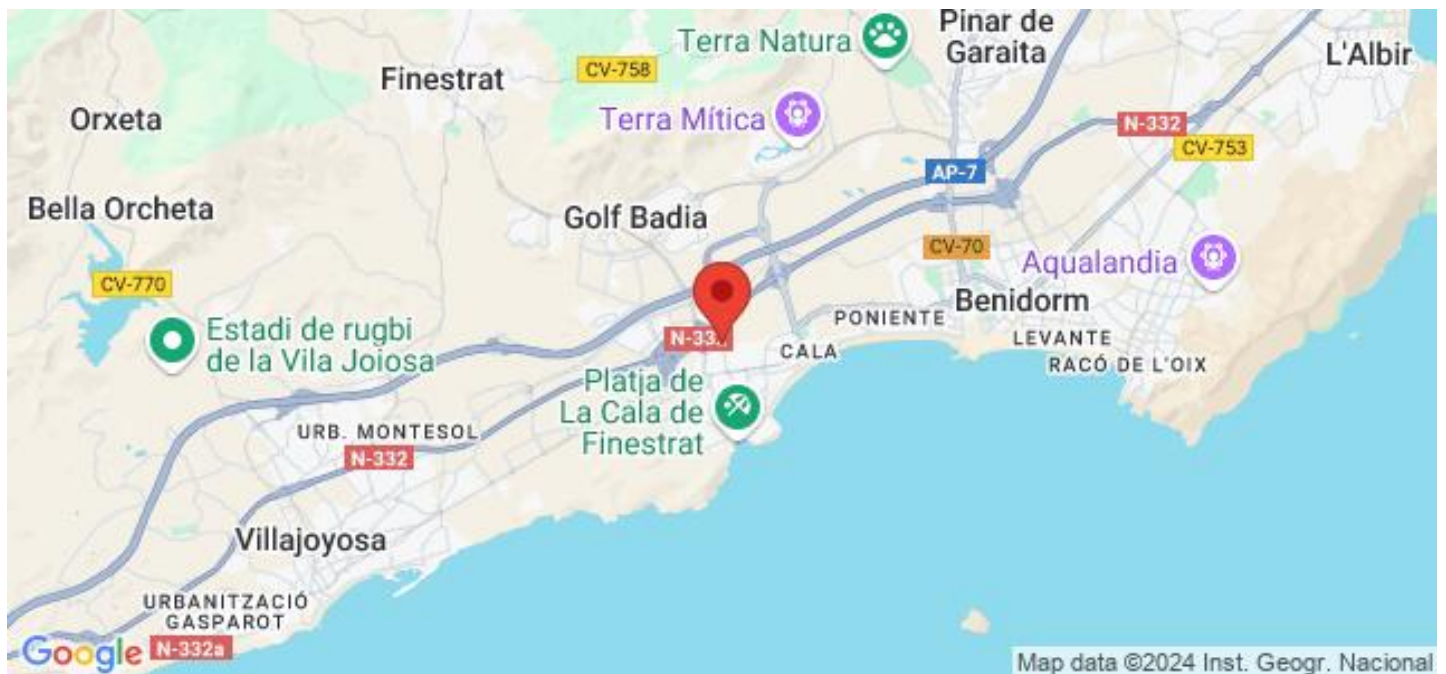 Pinar de
Garaita
Terra Natura
L'Albir
Finestrat
CV-758
Orxeta
Terra Mítica
N-332
CV-753
AP-7
Bella Orcheta
Golf Badia
CV-70
Aqualandia
CV-770
Benidorm
PONIENTE
Estadi de rugbi
de la Vila Joiosa
LEVANTE
CALA
RACÓ DE L'OIX
Platja de
La Cala de
Finestrat
URB. MONTESOL
N-332
Villajoyosa
URBANITZACIÓ
GASPAROT
Google
N-332a
Map data ©2024 Inst. Geogr. Nacional